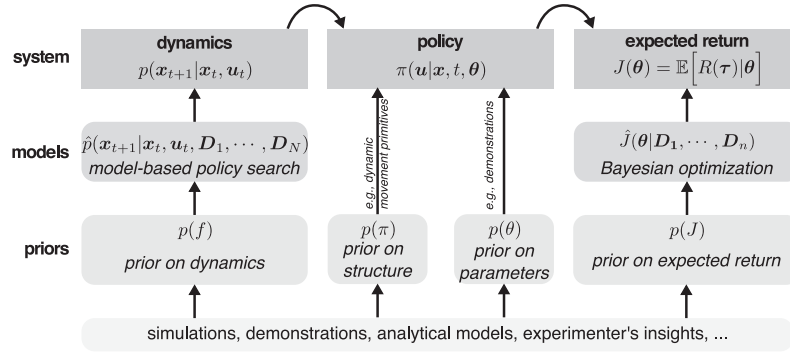 system
dynamics
p(x_{t+1}|x_t, u_t)
policy
π(u|x, t, θ)
expected return
J(θ) = 𝔼[R(τ)|θ]
models
p̂(x_{t+1}|x_t, u_t, D_1, ⋯ , D_N)
model-based policy search
e.g., dynamic
movement primitives
e.g., demonstrations
Ĵ(θ|D_1, ⋯ , D_n)
Bayesian optimization
priors
p(f)
prior on dynamics
p(π)
prior on
structure
p(θ)
prior on
parameters
p(J)
prior on expected return
simulations, demonstrations, analytical models, experimenter's insights, ...